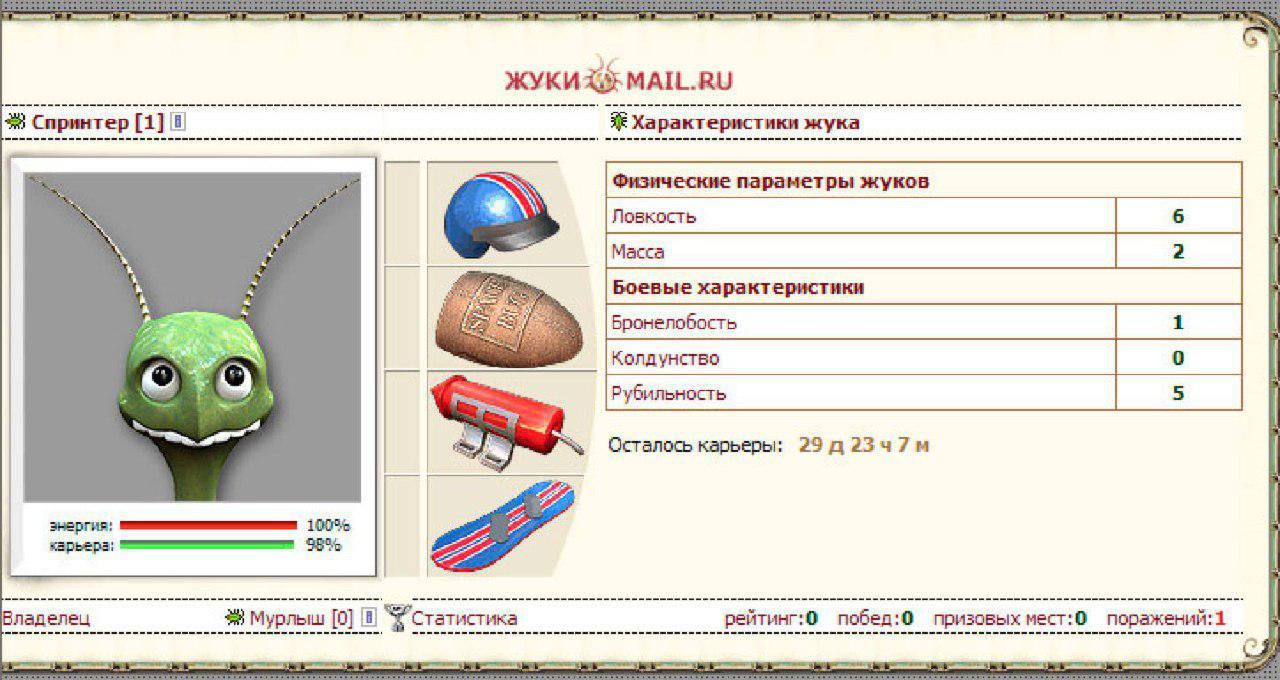 ЖУКИ MAIL.RU
Спринтер [1]
Характеристики жука
Физические параметры жуков
Ловкость 6
Масса 2
Боевые характеристики
Бронелобость 1
Колдунство 0
Рубильность 5
Осталось карьеры: 29 д 23 ч 7 м
SPACE
BUG
энергия: 100%
карьера: 98%
Владелец Мурлыш [0] Статистика рейтинг:0 побед:0 призовых мест:0 поражений:1